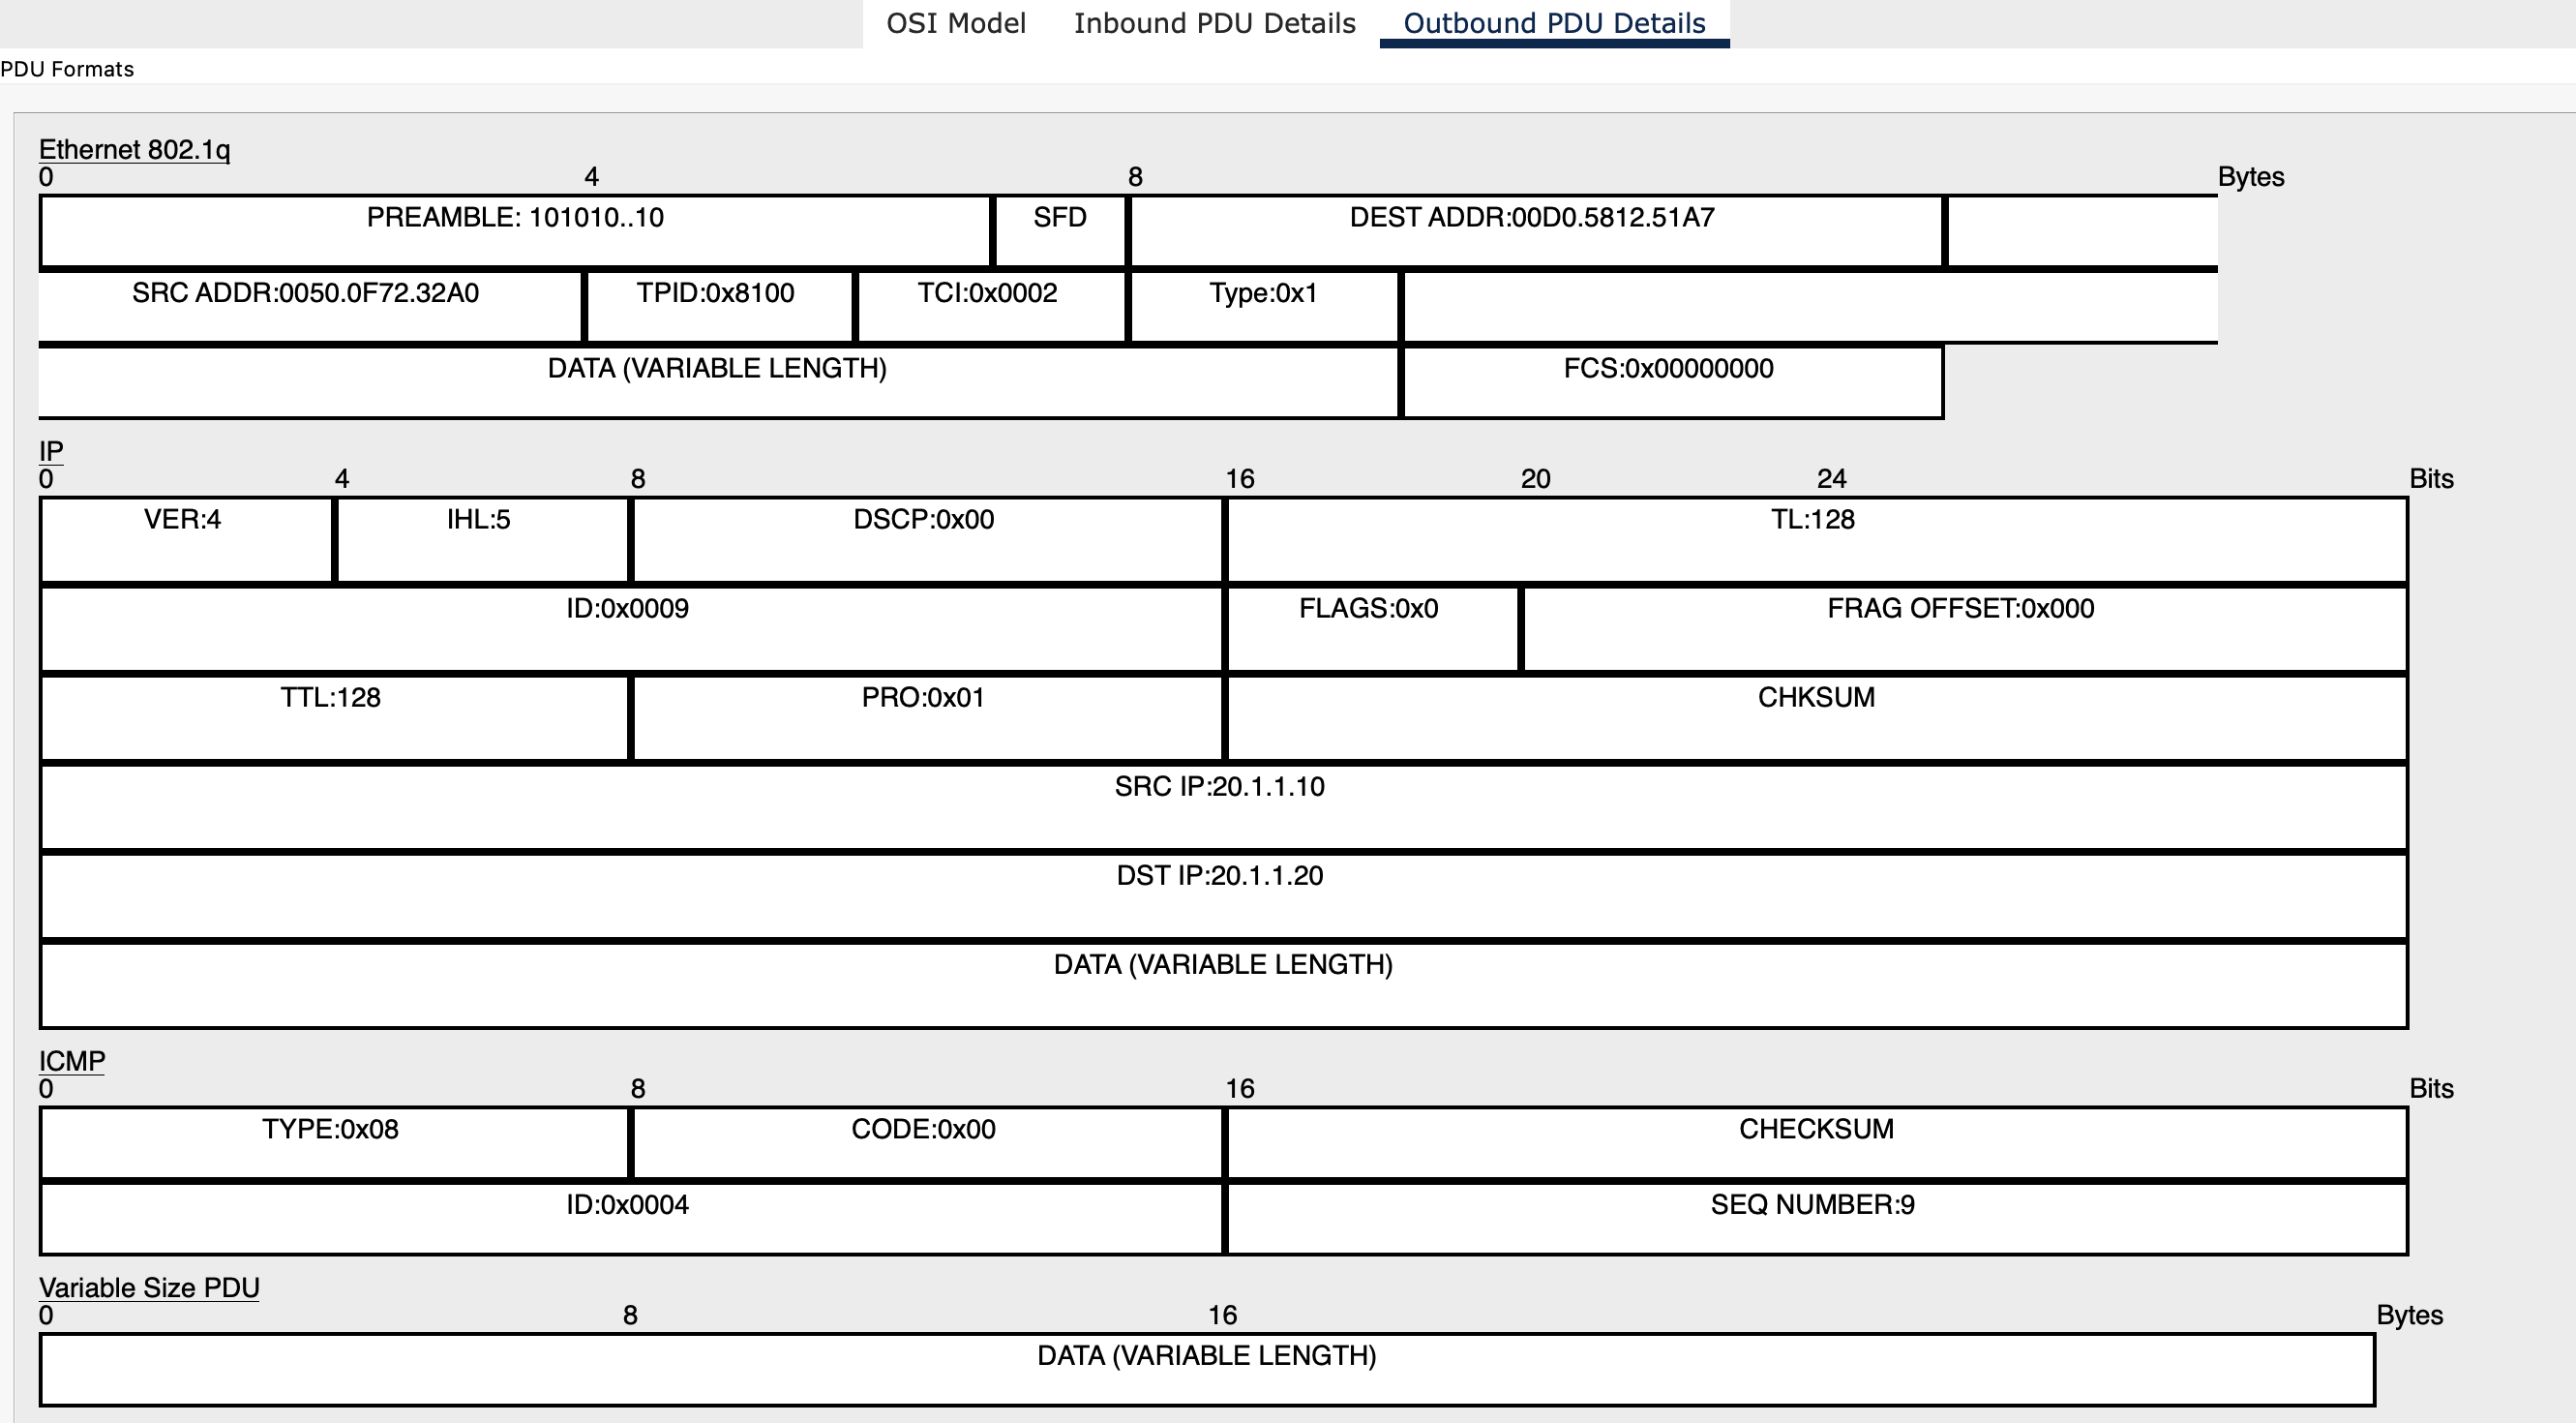 OSI Model Inbound PDU Details Outbound PDU Details
PDU Formats
Ethernet 802.1q
0 4 8 Bytes
PREAMBLE: 101010..10 SFD DEST ADDR:00D0.5812.51A7
SRC ADDR:0050.0F72.32A0 TPID:0x8100 TCI:0x0002 Type:0x1
DATA (VARIABLE LENGTH) FCS:0x00000000
IP
0 4 8 16 20 24 Bits
VER:4 IHL:5 DSCP:0x00 TL:128
ID:0x0009 FLAGS:0x0 FRAG OFFSET:0x000
TTL:128 PRO:0x01 CHKSUM
SRC IP:20.1.1.10
DST IP:20.1.1.20
DATA (VARIABLE LENGTH)
ICMP
0 8 16 Bits
TYPE:0x08 CODE:0x00 CHECKSUM
ID:0x0004 SEQ NUMBER:9
Variable Size PDU
0 8 16 Bytes
DATA (VARIABLE LENGTH)